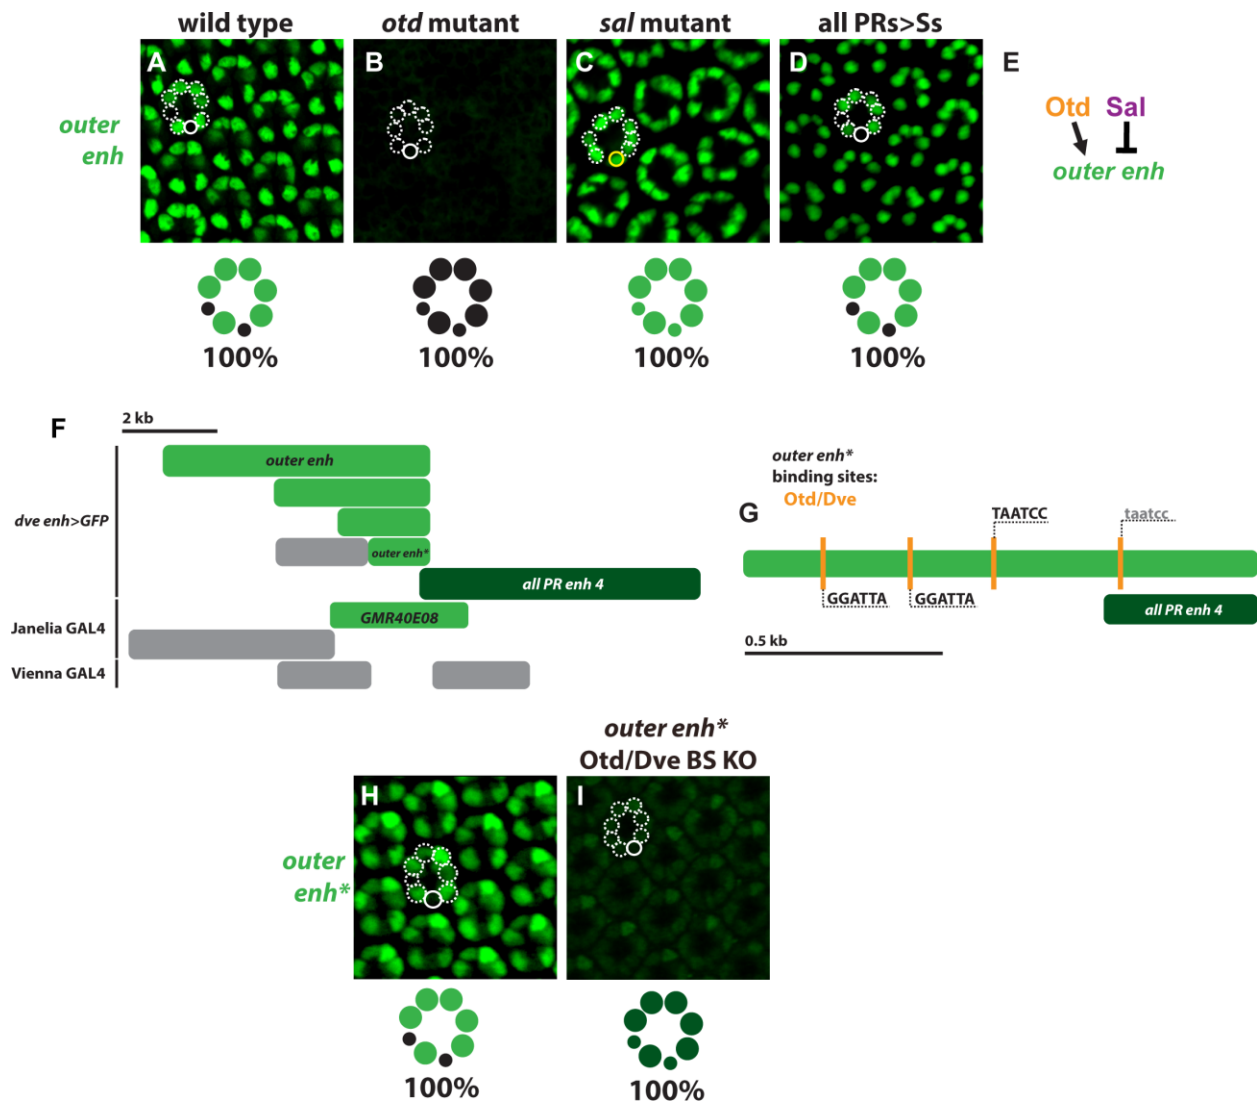 wild type
otd mutant
sal mutant
all PRs>Ss
A
B
C
D
E
outer
enh
Otd Sal
outer enh
100%
100%
100%
100%
F
2 kb
outer enh
dve enh>GFP
outer enh*
all PR enh 4
Janelia GAL4
GMR40E08
Vienna GAL4
G
outer enh*
binding sites:
Otd/Dve
TAATCC
taatcc
GGATTA
GGATTA
all PR enh 4
0.5 kb
outer enh*
Otd/Dve BS KO
H
I
outer
enh*
100%
100%